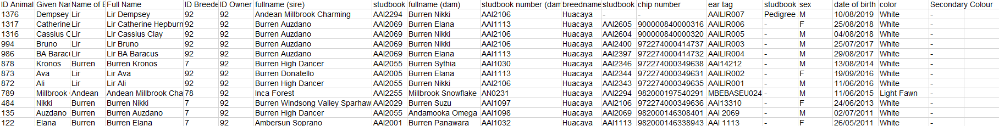 ID Animal Given Nar Name of E Full Name ID Breede ID Owner fullname (sire) studbook fullname (dam) studbook number (dam breedname studbook chip number ear tag studbook sex date of birth color Secondary Colour
1376 Dempsey Lir Lir Dempsey 92 92 Andean Millbrook Charming AAI2294 Burren Nikki AAI2106 Huacaya - - AAILIR007 Pedigree M 10/08/2019 White -
1317 Catherine Lir Lir Catherine Hepburn 92 92 Burren Auzdano AAI2069 Burren Elana AAI1113 Huacaya AAI2605 900000840000316 AAILIR006 - F 25/08/2018 White -
1316 Cassius C Lir Lir Cassius Clay 92 92 Burren Auzdano AAI2069 Burren Nikki AAI2106 Huacaya AAI2604 900000840000320 AAILIR005 - M 04/08/2018 White -
994 Bruno Lir Lir Bruno 92 92 Burren Auzdano AAI2069 Burren Nikki AAI2106 Huacaya AAI2400 972274000414737 AAILIR003 - M 25/07/2017 White -
986 BA Barac Lir Lir BA Baracus 92 92 Burren Auzdano AAI2069 Burren Elana AAI1113 Huacaya AAI2397 972274000414732 AAILIR004 - M 29/08/2017 White -
878 Kronos Burren Burren Kronos 7 92 Burren High Dancer AAI2055 Burren Sythia AAI1030 Huacaya AAI2346 972274000349638 AAI14212 - M 13/08/2014 White -
873 Ava Lir Lir Ava 92 92 Burren Donatello AAI2005 Burren Elana AAI1113 Huacaya AAI2344 972274000349631 AAILIR002 - F 19/09/2016 White -
872 Ali Lir Lir Ali 92 92 Burren High Dancer AAI2055 Burren Nikki AAI2106 Huacaya AAI2343 972274000349635 AAILIR001 - M 11/06/2016 White -
789 Millbrook Andean Andean Millbrook Cha 78 92 Inca Forest AAI2255 Millbrook Snowflake AN0231 Huacaya AAI2294 982000197540291 MBEBASEU024 - M 11/06/2015 Light Fawn -
484 Nikki Burren Burren Nikki 7 92 Burren Windsong Valley Sparhaw AAI2029 Burren Suzu AAI1097 Huacaya AAI2106 972274000349636 AAI13310 - F 24/06/2013 White -
135 Auzdano Burren Burren Auzdano 7 92 Burren High Dancer AAI2055 Andamooka Omega AAI1098 Huacaya AAI2069 982000146308401 AAI 2069 - M 02/07/2011 White -
122 Elana Burren Burren Elana 7 92 Ambersun Soprano AAI2001 Burren Panawara AAI1032 Huacaya AAI1113 982000146338943 AAI 1113 - F 26/05/2011 White -